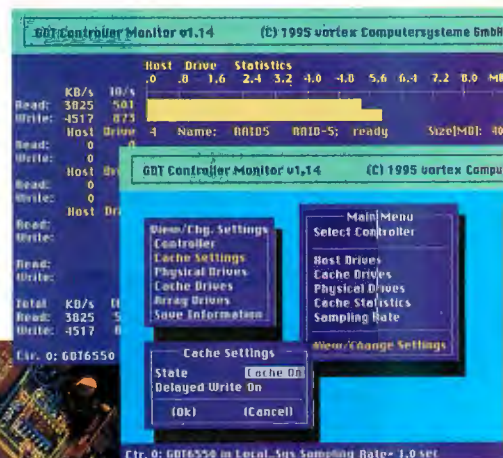 GDT Controller Monitor v1.14 (C) 1995 vortex Computersysteme GmbH
Host Drive Statistics
.0 .8 1.6 2.4 3.2 4.0 4.8 5.6 6.4 7.2 8.0
KB/s IO/s
Read: 3825 501
Write: 4517 873
Host Drive 4 Name: RAID5 RAID-5: ready Size[MB]: 40
Read: 0 0
Write: 0
Host
Read: 0
Write: 0
Host
Read:
Write:
Read:
Write:
Total KB/s
Read: 3825
Write: 4517
Ctr. 0: GDT6550
GDT Controller Monitor v1.14 (C) 1995 vortex Compu
View/Chg. Settings
Controller
Cache Settings
Physical Drives
Cache Drives
Array Drives
Save Information
Main Menu
Select Controller
Host Drives
Cache Drives
Physical Drives
Cache Statistics
Sampling Rate
View/Change Settings
Cache Settings
State Cache On
Delayed Write On
(Ok) (Cancel)
Ctr. 0: GDT6550 in Local_Sys Sampling Rate= 1.0 sec